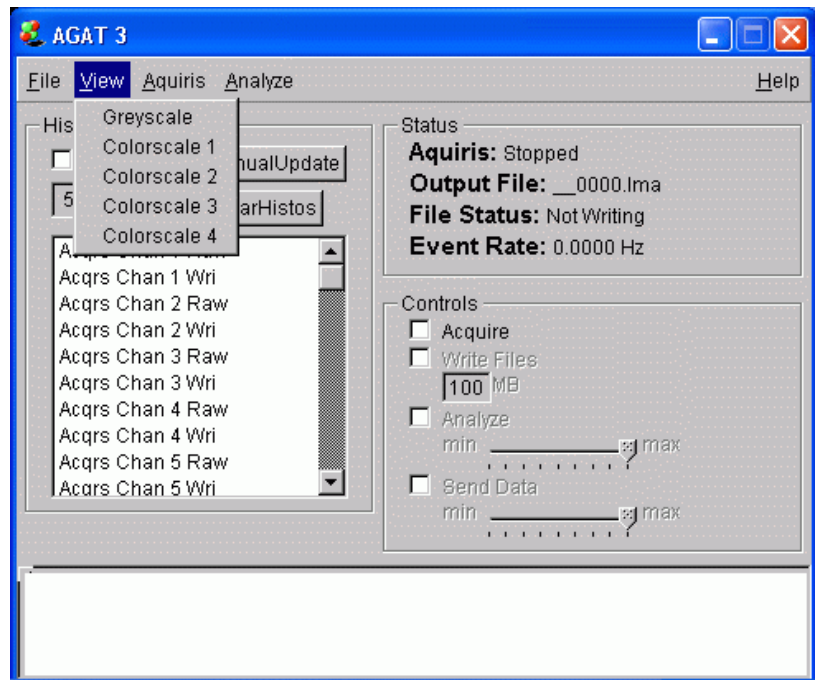 AGAT 3
File View Aquiris Analyze Help
Greyscale
Colorscale 1
Colorscale 2
Colorscale 3
Colorscale 4
His
nualUpdate
5
arHistos
Acqrs Chan 1 Wri
Acqrs Chan 2 Raw
Acqrs Chan 2 Wri
Acqrs Chan 3 Raw
Acqrs Chan 3 Wri
Acqrs Chan 4 Raw
Acqrs Chan 4 Wri
Acqrs Chan 5 Raw
Acqrs Chan 5 Wri
Status
Aquiris: Stopped
Output File: __0000.lma
File Status: Not Writing
Event Rate: 0.0000 Hz
Controls
Acquire
Write Files
100 MB
Analyze
min max
Send Data
min max